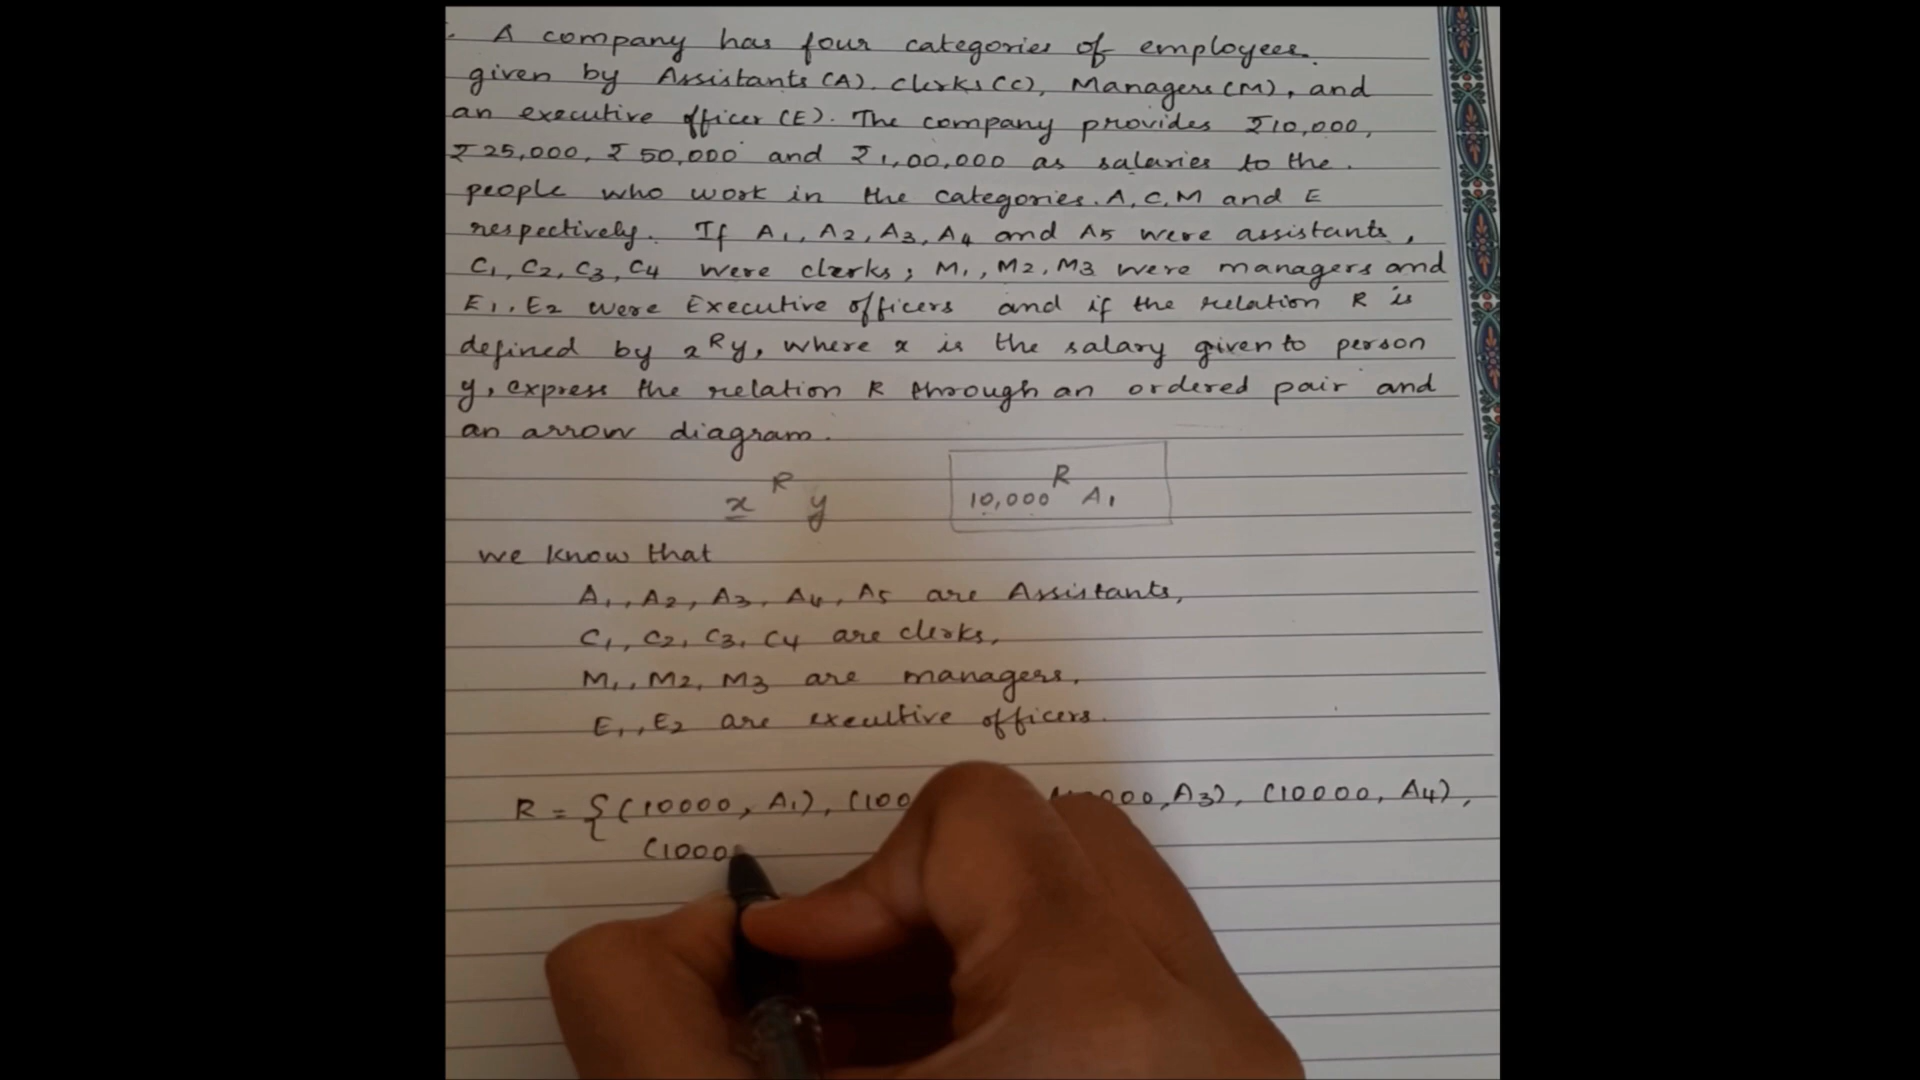 . A company has four categories of employees.
given by Assistants (A). Clerks (C), Managers (M), and
an executive officer (E). The company provides ₹10,000,
₹25,000, ₹50,000 and ₹1,00,000 as salaries to the.
people who work in the categories. A, C, M and E
respectively. If A1, A2, A3, A4 and A5 were assistants,
C1, C2, C3, C4 were clerks; M1, M2, M3 were managers and
E1, E2 were Executive officers and if the relation R is
defined by xRy, where x is the salary given to person
y, express the relation R through an ordered pair and
an arrow diagram.
x R y
10,000 R A1
we know that
A1, A2, A3, A4, A5 are Assistants,
C1, C2, C3, C4 are clerks,
M1, M2, M3 are managers,
E1, E2 are executive officers.
R = {(10000, A1), (100 000, A3), (10000, A4),
(1000